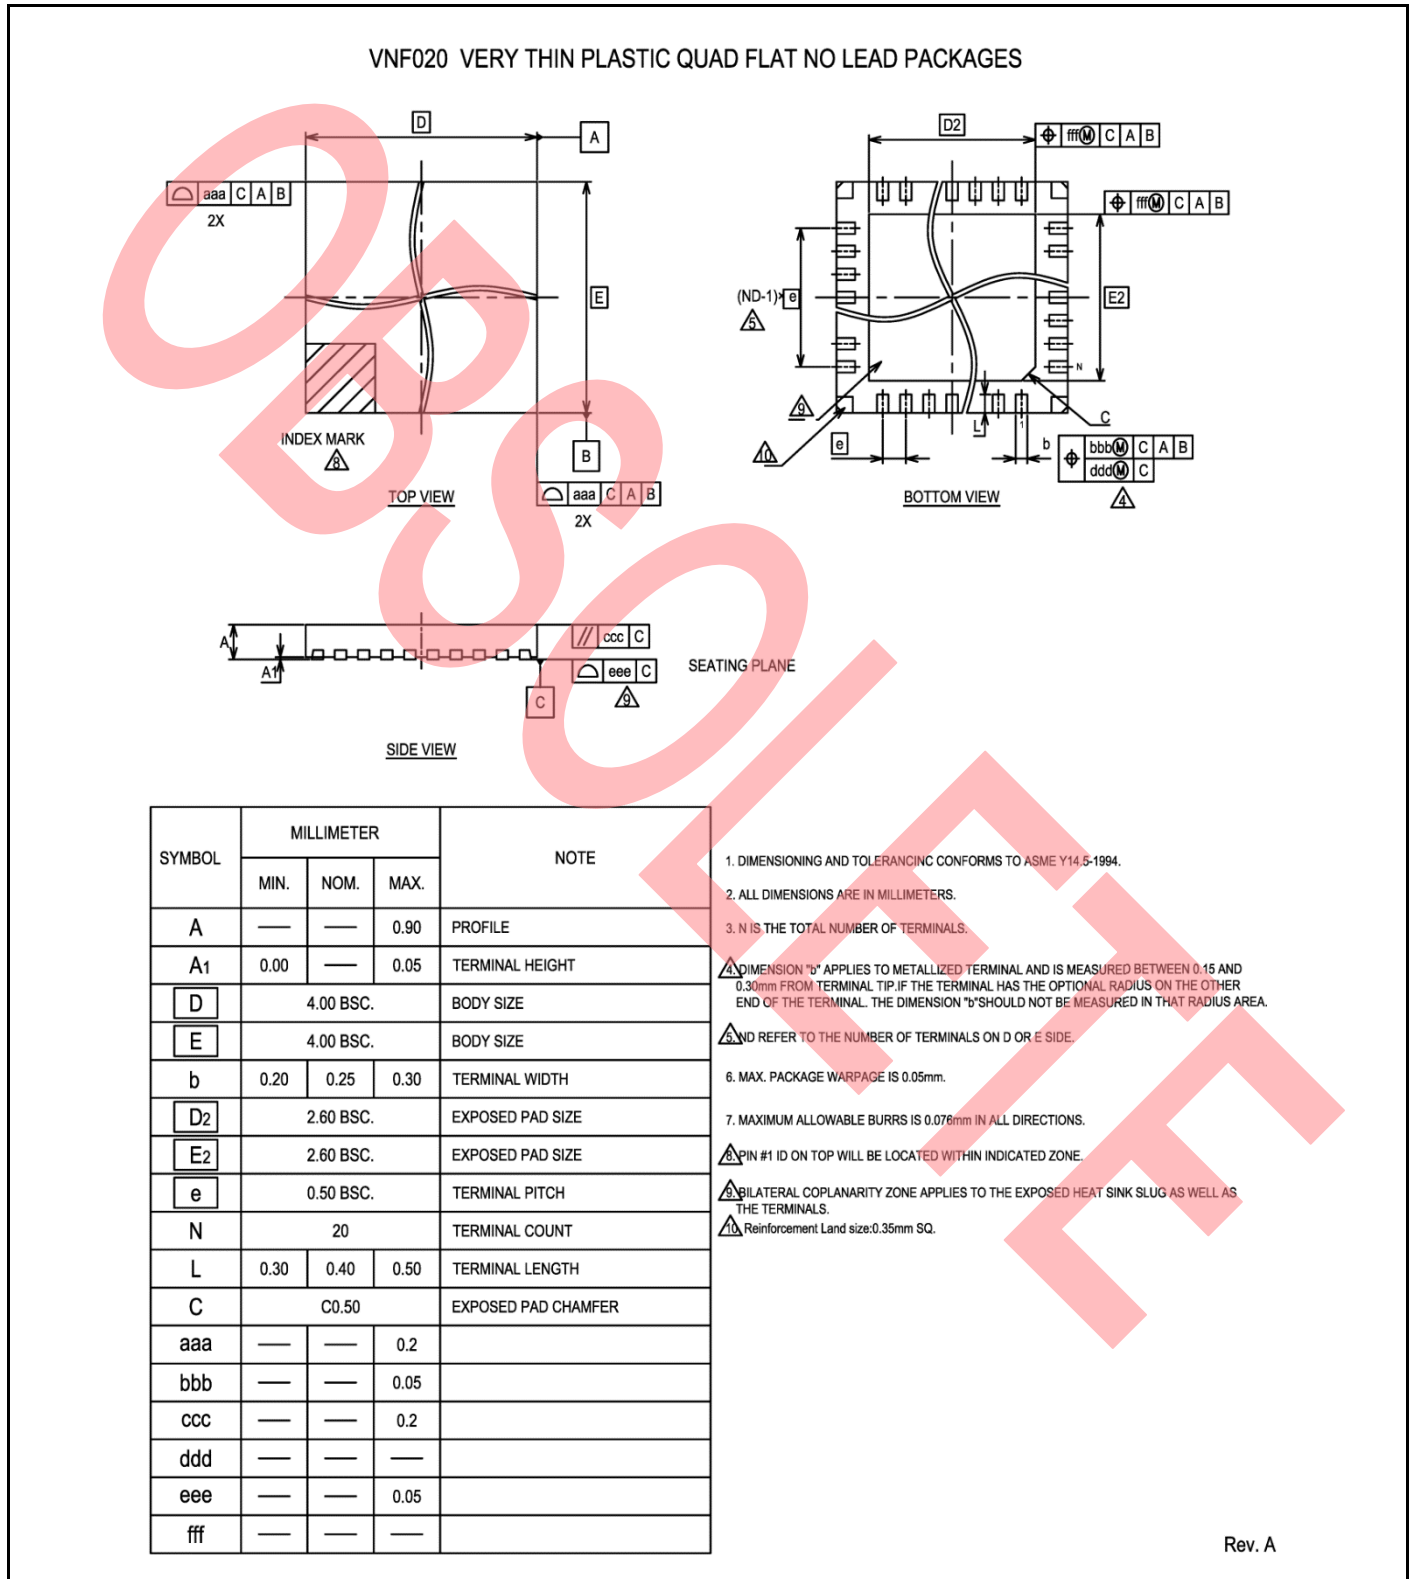 VNF020 VERY THIN PLASTIC QUAD FLAT NO LEAD PACKAGES
D
A
aaa C A B
2X
E
INDEX MARK
8
B
TOP VIEW
aaa C A B
2X
D2
fffⓂ C A B
fffⓂ C A B
(ND-1)× e
5
E2
N
9
10
e
L
1
b
C
bbbⓂ C A B
dddⓂ C
4
BOTTOM VIEW
A
A1
ccc C
eee C
9
C
SEATING PLANE
SIDE VIEW
OBSOLETE
SYMBOL MILLIMETER NOTE
MIN. NOM. MAX.
A — — 0.90 PROFILE
A1 0.00 — 0.05 TERMINAL HEIGHT
D 4.00 BSC. BODY SIZE
E 4.00 BSC. BODY SIZE
b 0.20 0.25 0.30 TERMINAL WIDTH
D2 2.60 BSC. EXPOSED PAD SIZE
E2 2.60 BSC. EXPOSED PAD SIZE
e 0.50 BSC. TERMINAL PITCH
N 20 TERMINAL COUNT
L 0.30 0.40 0.50 TERMINAL LENGTH
C C0.50 EXPOSED PAD CHAMFER
aaa — — 0.2
bbb — — 0.05
ccc — — 0.2
ddd — — —
eee — — 0.05
fff — — —
1. DIMENSIONING AND TOLERANCINC CONFORMS TO ASME Y14.5-1994.
2. ALL DIMENSIONS ARE IN MILLIMETERS.
3. N IS THE TOTAL NUMBER OF TERMINALS.
4. DIMENSION "b" APPLIES TO METALLIZED TERMINAL AND IS MEASURED BETWEEN 0.15 AND
0.30mm FROM TERMINAL TIP.IF THE TERMINAL HAS THE OPTIONAL RADIUS ON THE OTHER
END OF THE TERMINAL. THE DIMENSION "b"SHOULD NOT BE MEASURED IN THAT RADIUS AREA.
5. ND REFER TO THE NUMBER OF TERMINALS ON D OR E SIDE.
6. MAX. PACKAGE WARPAGE IS 0.05mm.
7. MAXIMUM ALLOWABLE BURRS IS 0.076mm IN ALL DIRECTIONS.
8. PIN #1 ID ON TOP WILL BE LOCATED WITHIN INDICATED ZONE.
9. BILATERAL COPLANARITY ZONE APPLIES TO THE EXPOSED HEAT SINK SLUG AS WELL AS
THE TERMINALS.
10. Reinforcement Land size:0.35mm SQ.
Rev. A